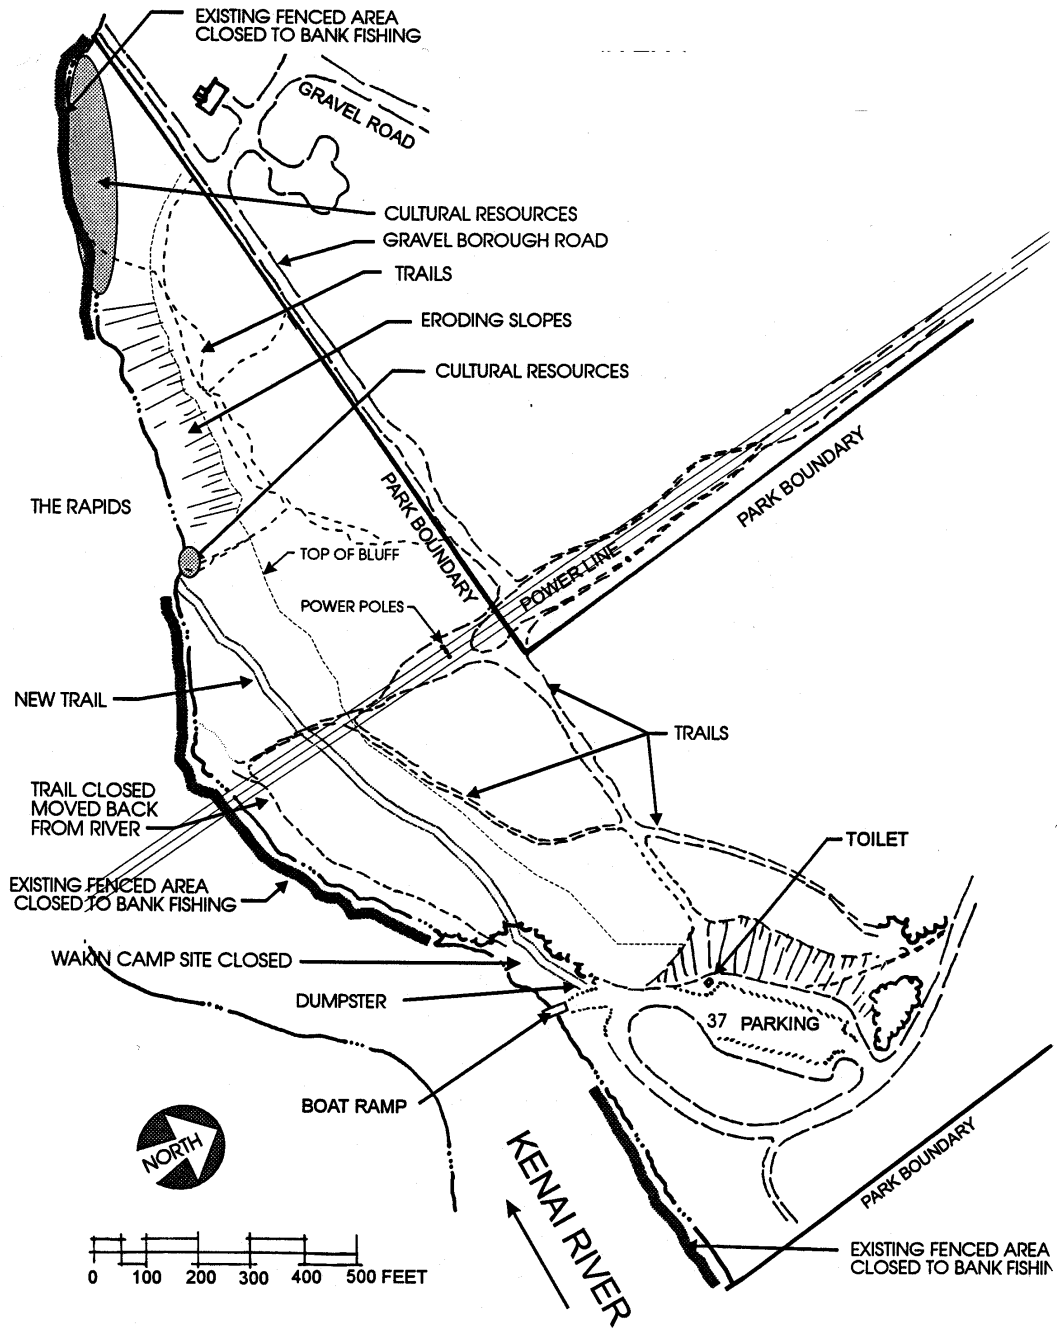 EXISTING FENCED AREA
CLOSED TO BANK FISHING
GRAVEL ROAD
CULTURAL RESOURCES
GRAVEL BOROUGH ROAD
TRAILS
ERODING SLOPES
CULTURAL RESOURCES
PARK BOUNDARY
PARK BOUNDARY
THE RAPIDS
TOP OF BLUFF
POWER LINE
POWER POLES
NEW TRAIL
TRAILS
TRAIL CLOSED
MOVED BACK
FROM RIVER
TOILET
EXISTING FENCED AREA
CLOSED TO BANK FISHING
WAKIN CAMP SITE CLOSED
DUMPSTER
37 PARKING
BOAT RAMP
NORTH
KENAI RIVER
PARK BOUNDARY
EXISTING FENCED AREA
CLOSED TO BANK FISHIN
0 100 200 300 400 500 FEET